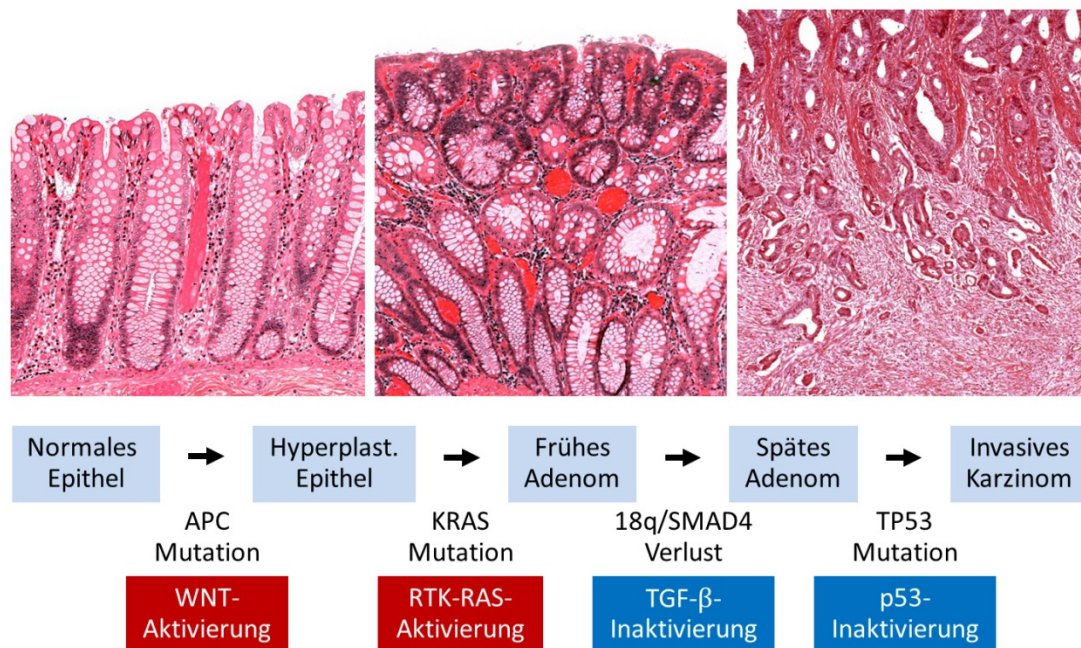 Normales
Epithel
Hyperplast.
Epithel
Frühes
Adenom
Spätes
Adenom
Invasives
Karzinom
APC
Mutation
KRAS
Mutation
18q/SMAD4
Verlust
TP53
Mutation
WNT-
Aktivierung
RTK-RAS-
Aktivierung
TGF-β-
Inaktivierung
p53-
Inaktivierung